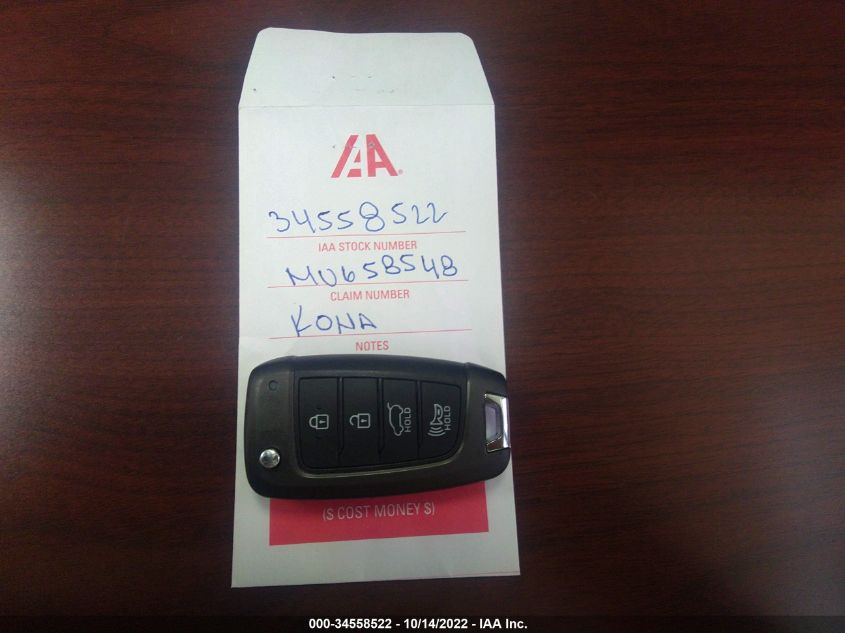 IAA
34558522
IAA STOCK NUMBER
MU658548
CLAIM NUMBER
KONA
NOTES
HOLD
HOLD
($ COST MONEY $)
000-34558522 - 10/14/2022 - IAA Inc.